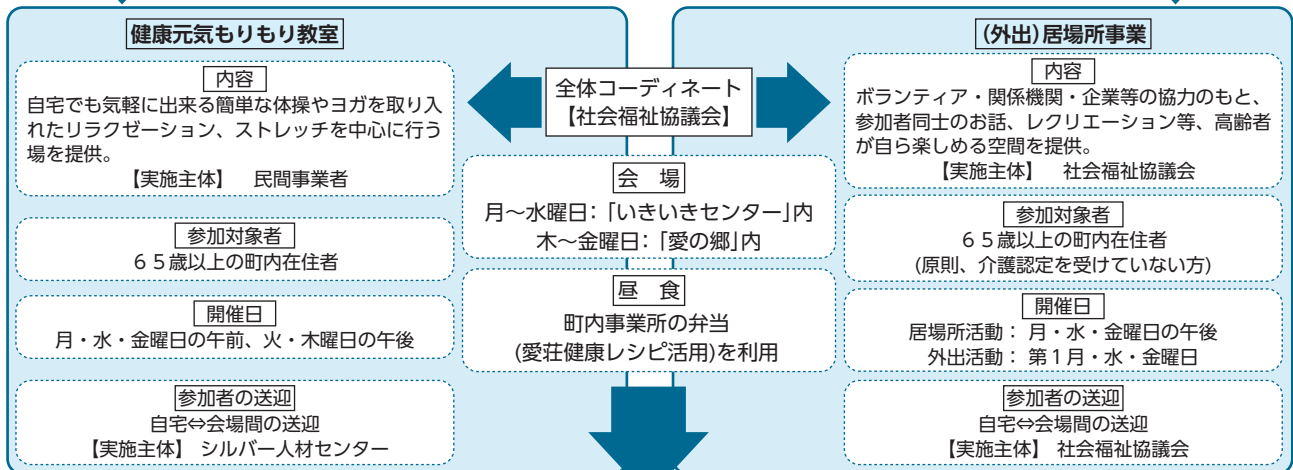 健康元気もりもり教室
内容
自宅でも気軽に出来る簡単な体操やヨガを取り入
れたリラクゼーション、ストレッチを中心に行う
場を提供。
【実施主体】 民間事業者
参加対象者
６５歳以上の町内在住者
開催日
月・水・金曜日の午前、火・木曜日の午後
参加者の送迎
自宅⇔会場間の送迎
【実施主体】 シルバー人材センター
全体コーディネート
【社会福祉協議会】
会 場
月～水曜日：「いきいきセンター」内
木～金曜日：「愛の郷」内
昼 食
町内事業所の弁当
(愛荘健康レシピ活用)を利用
(外出)居場所事業
内容
ボランティア・関係機関・企業等の協力のもと、
参加者同士のお話、レクリエーション等、高齢者
が自ら楽しめる空間を提供。
【実施主体】 社会福祉協議会
参加対象者
６５歳以上の町内在住者
(原則、介護認定を受けていない方)
開催日
居場所活動： 月・水・金曜日の午後
外出活動： 第１月・水・金曜日
参加者の送迎
自宅⇔会場間の送迎
【実施主体】 社会福祉協議会